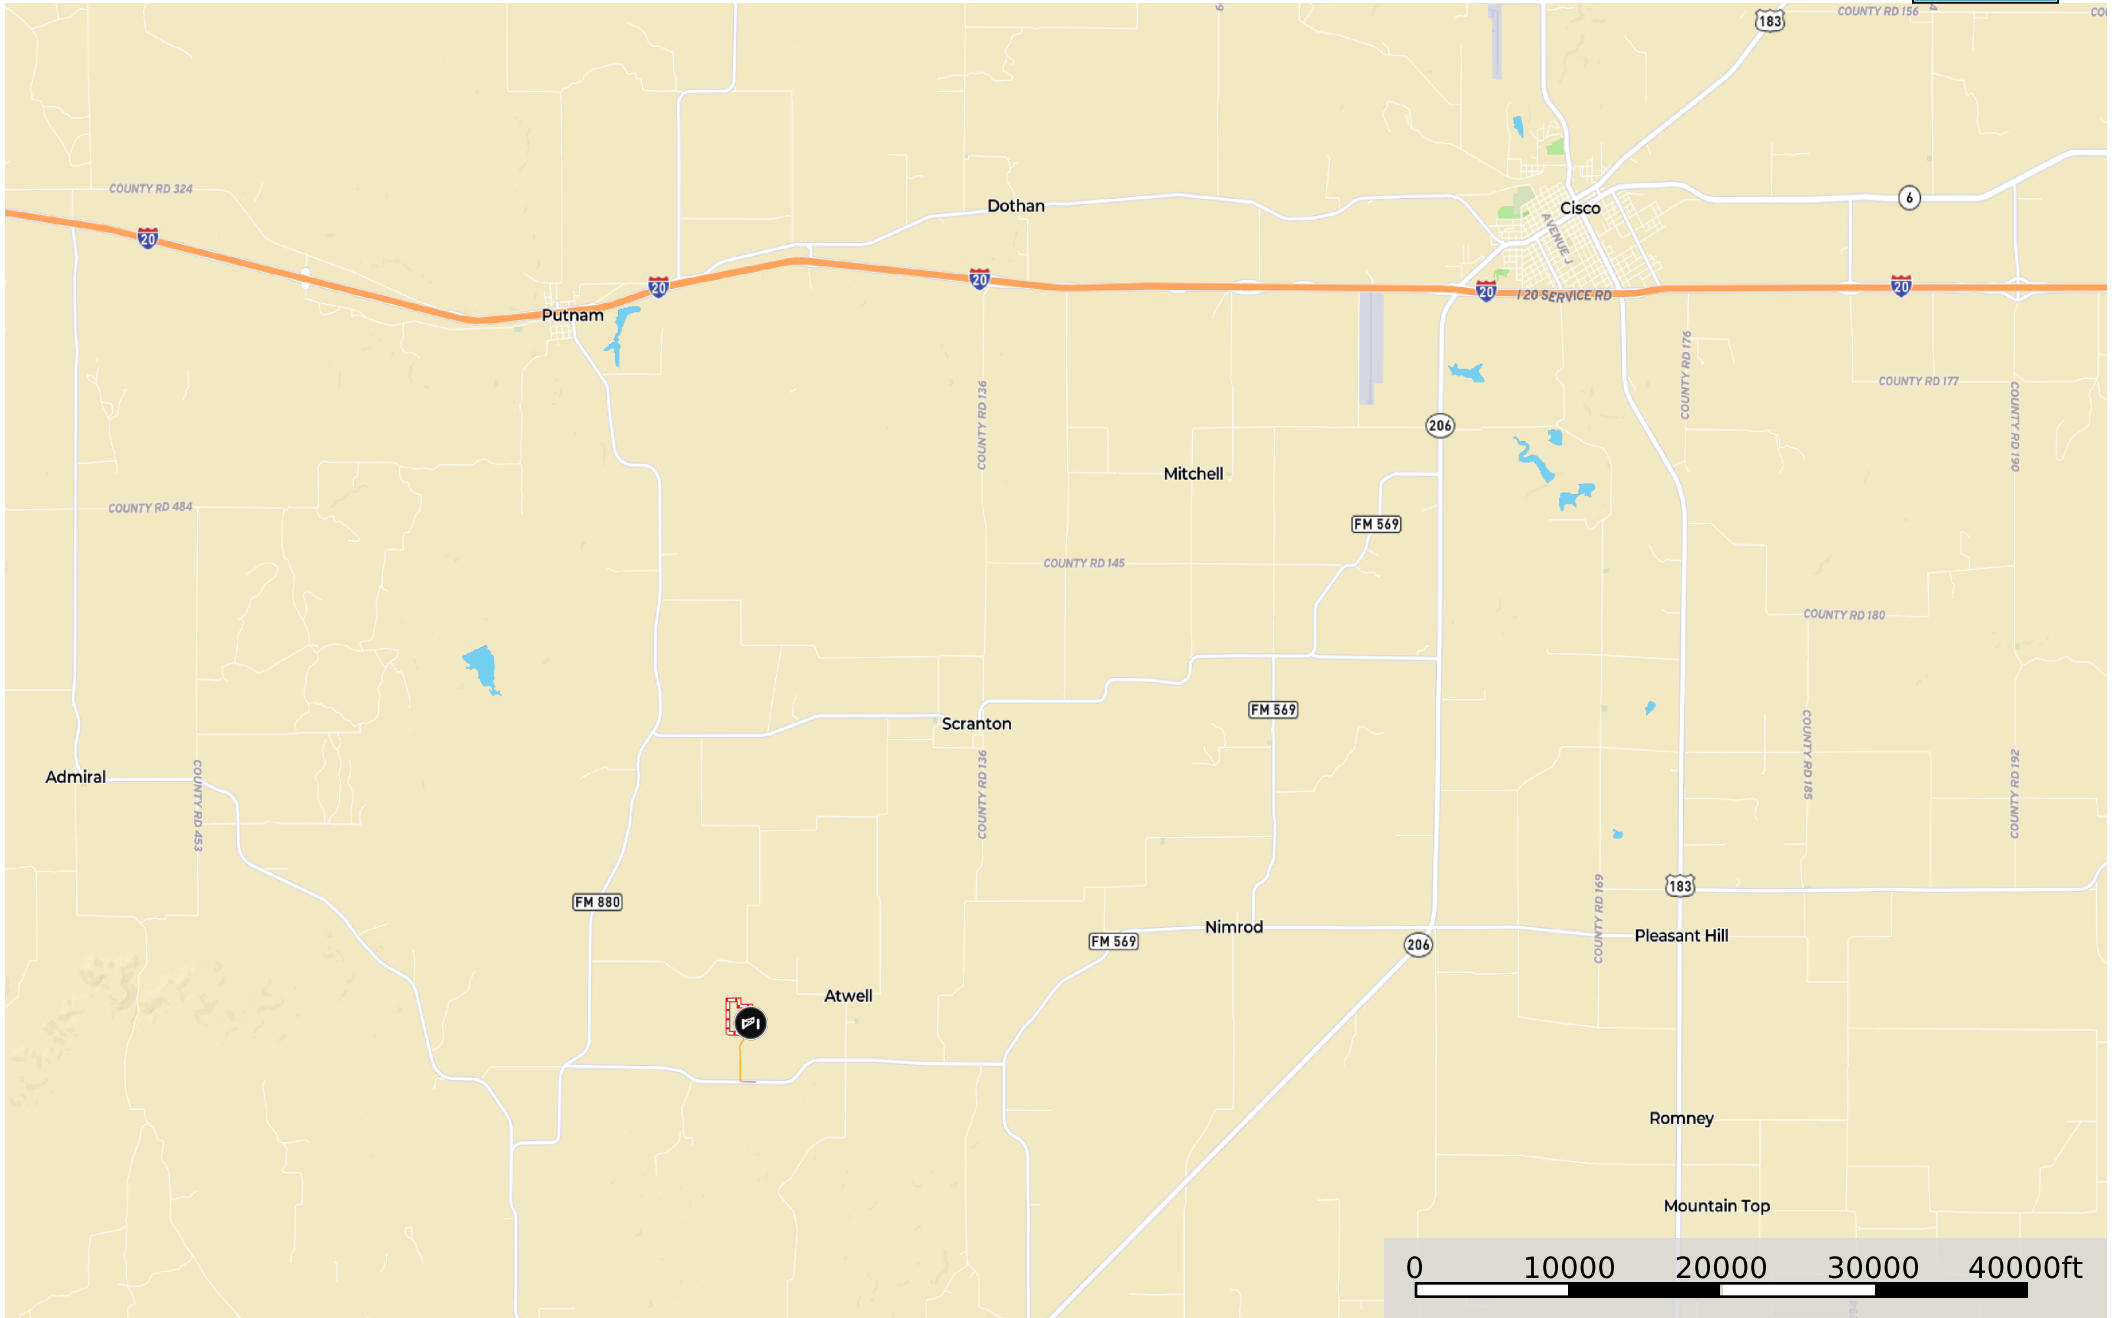 183
COUNTY RD 156
COUNTY RD 324
6
Dothan
Cisco
AVENUE J
20
20
20
20
20
I 20 SERVICE RD
Putnam
COUNTY RD 176
COUNTY RD 177
COUNTY RD 136
COUNTY RD 190
206
Mitchell
COUNTY RD 484
FM 569
COUNTY RD 145
COUNTY RD 180
FM 569
Scranton
COUNTY RD 185
Admiral
COUNTY RD 453
COUNTY RD 136
COUNTY RD 192
183
FM 880
COUNTY RD 169
Nimrod
Pleasant Hill
FM 569
206
Atwell
Romney
Mountain Top
0 10000 20000 30000 40000ft